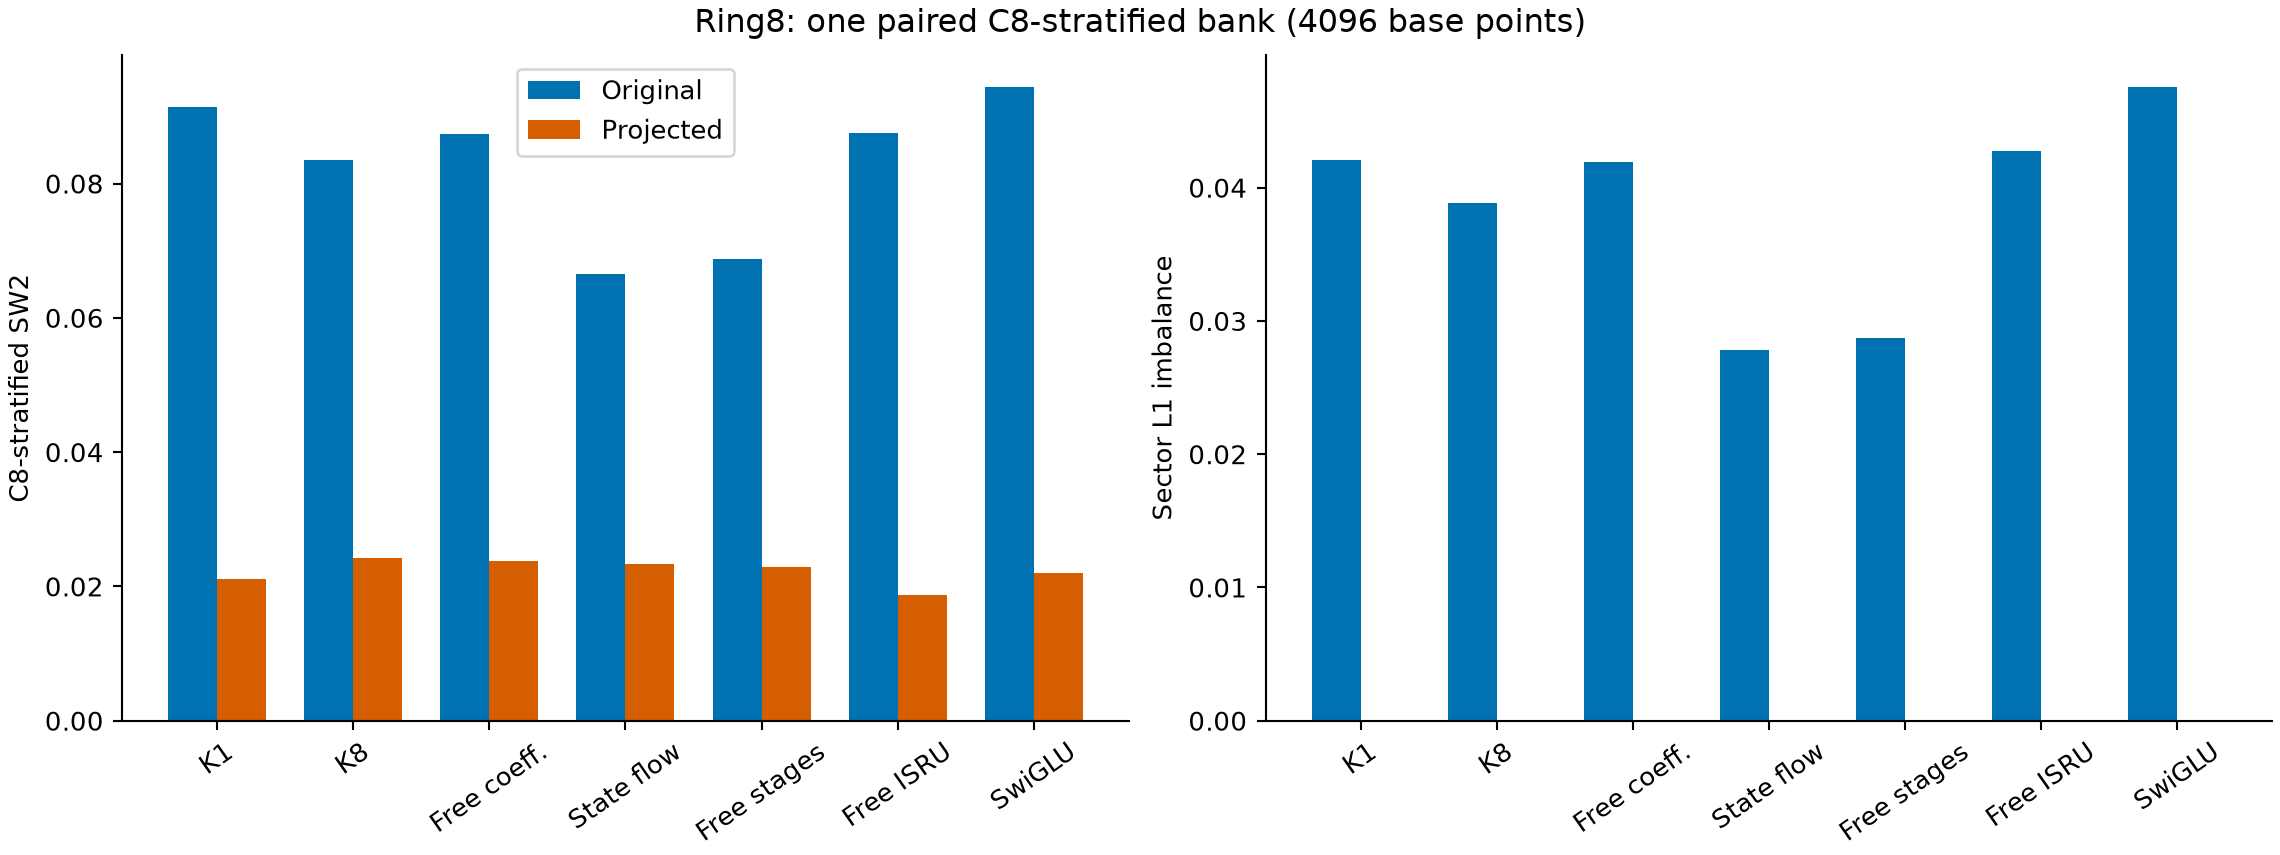 Ring8: one paired C8-stratified bank (4096 base points)
C8-stratified SW2
0.08
0.06
0.04
0.02
0.00
Original
Projected
K1
K8
Free coeff.
State flow
Free stages
Free ISRU
SwiGLU
Sector L1 imbalance
0.04
0.03
0.02
0.01
0.00
K1
K8
Free coeff.
State flow
Free stages
Free ISRU
SwiGLU